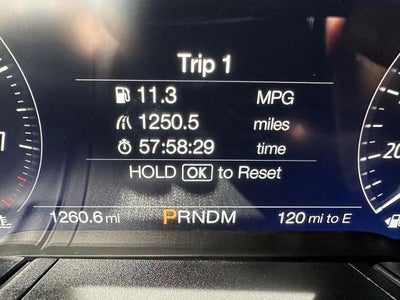 Trip 1
11.3 MPG
1250.5 miles
57:58:29 time
HOLD OK to Reset
1260.6 mi PRNDM 120 mi to E